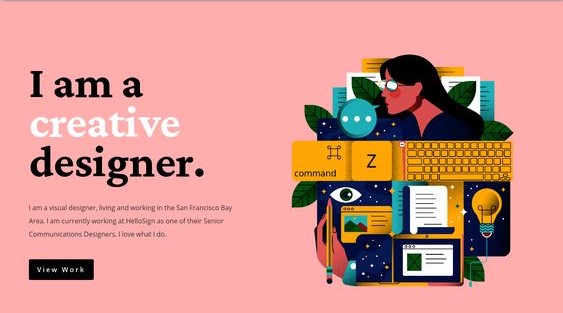 I am a
creative
designer.
I am a visual designer, living and working in the San Francisco Bay
Area. I am currently working at HelloSign as one of their Senior
Communications Designers. I love what I do.
View Work
command
Z